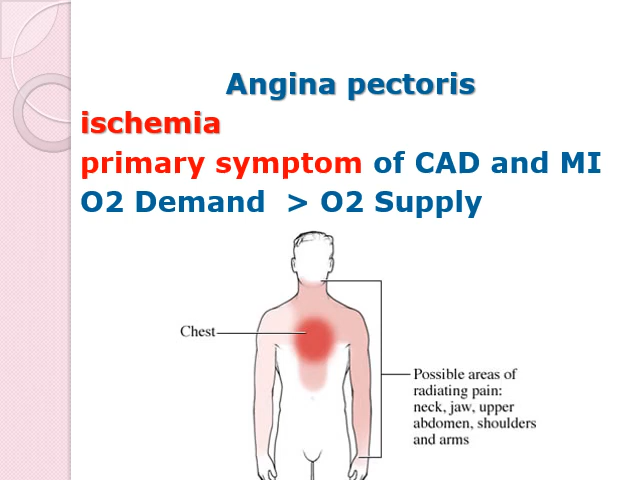 Angina pectoris
ischemia
primary symptom of CAD and MI
O2 Demand  > O2 Supply
Chest
Possible areas of
radiating pain:
neck, jaw, upper
abdomen, shoulders
and arms